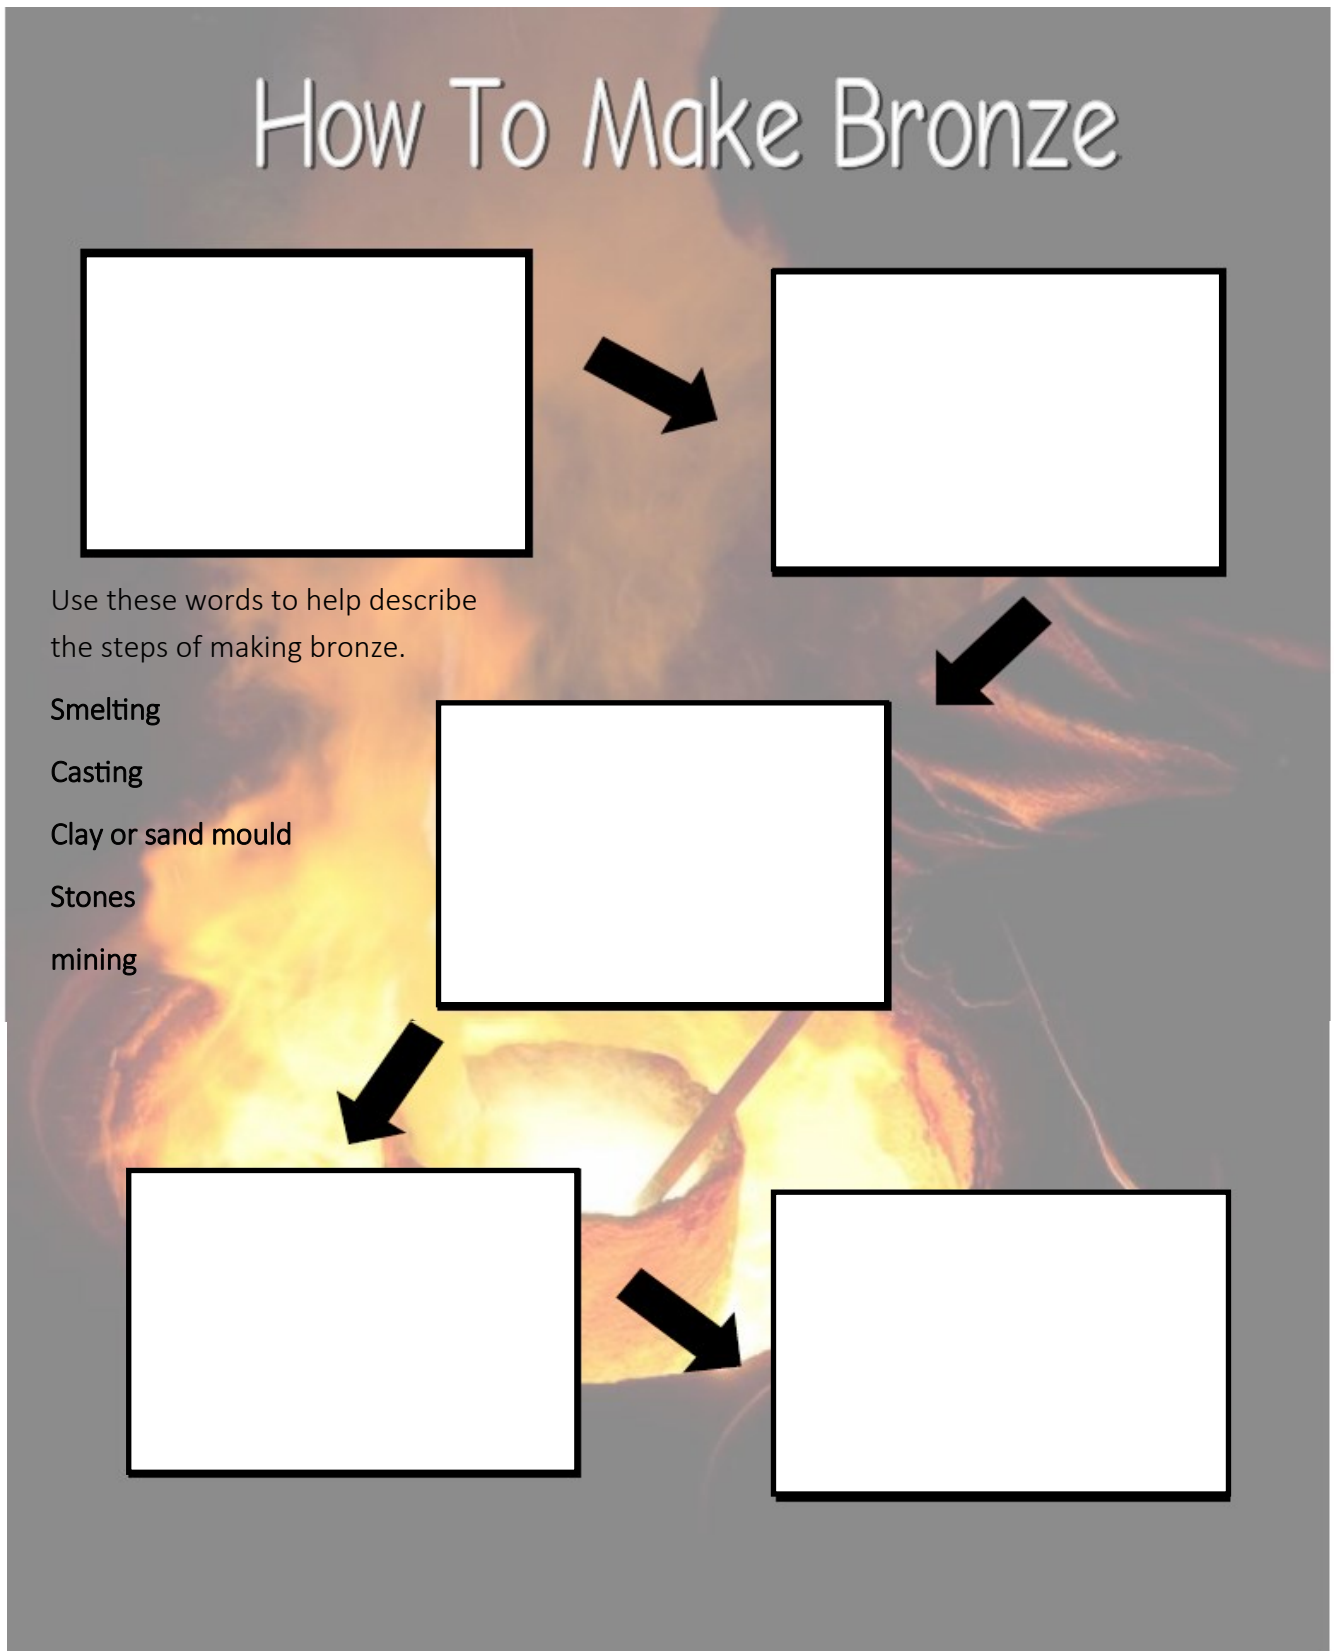 How To Make Bronze
Use these words to help describe
the steps of making bronze.
Smelting
Casting
Clay or sand mould
Stones
mining